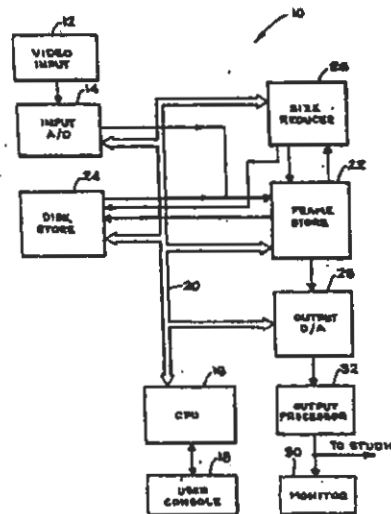 10
12
VIDEO
INPUT
14
INPUT
A/D
26
SIZE
REDUCER
24
DISK
STORE
22
FRAME
STORE
20
28
OUTPUT
D/A
16
CPU
32
OUTPUT
PROCESSOR
TO STUDIO
18
USER
CONSOLE
30
MONITOR